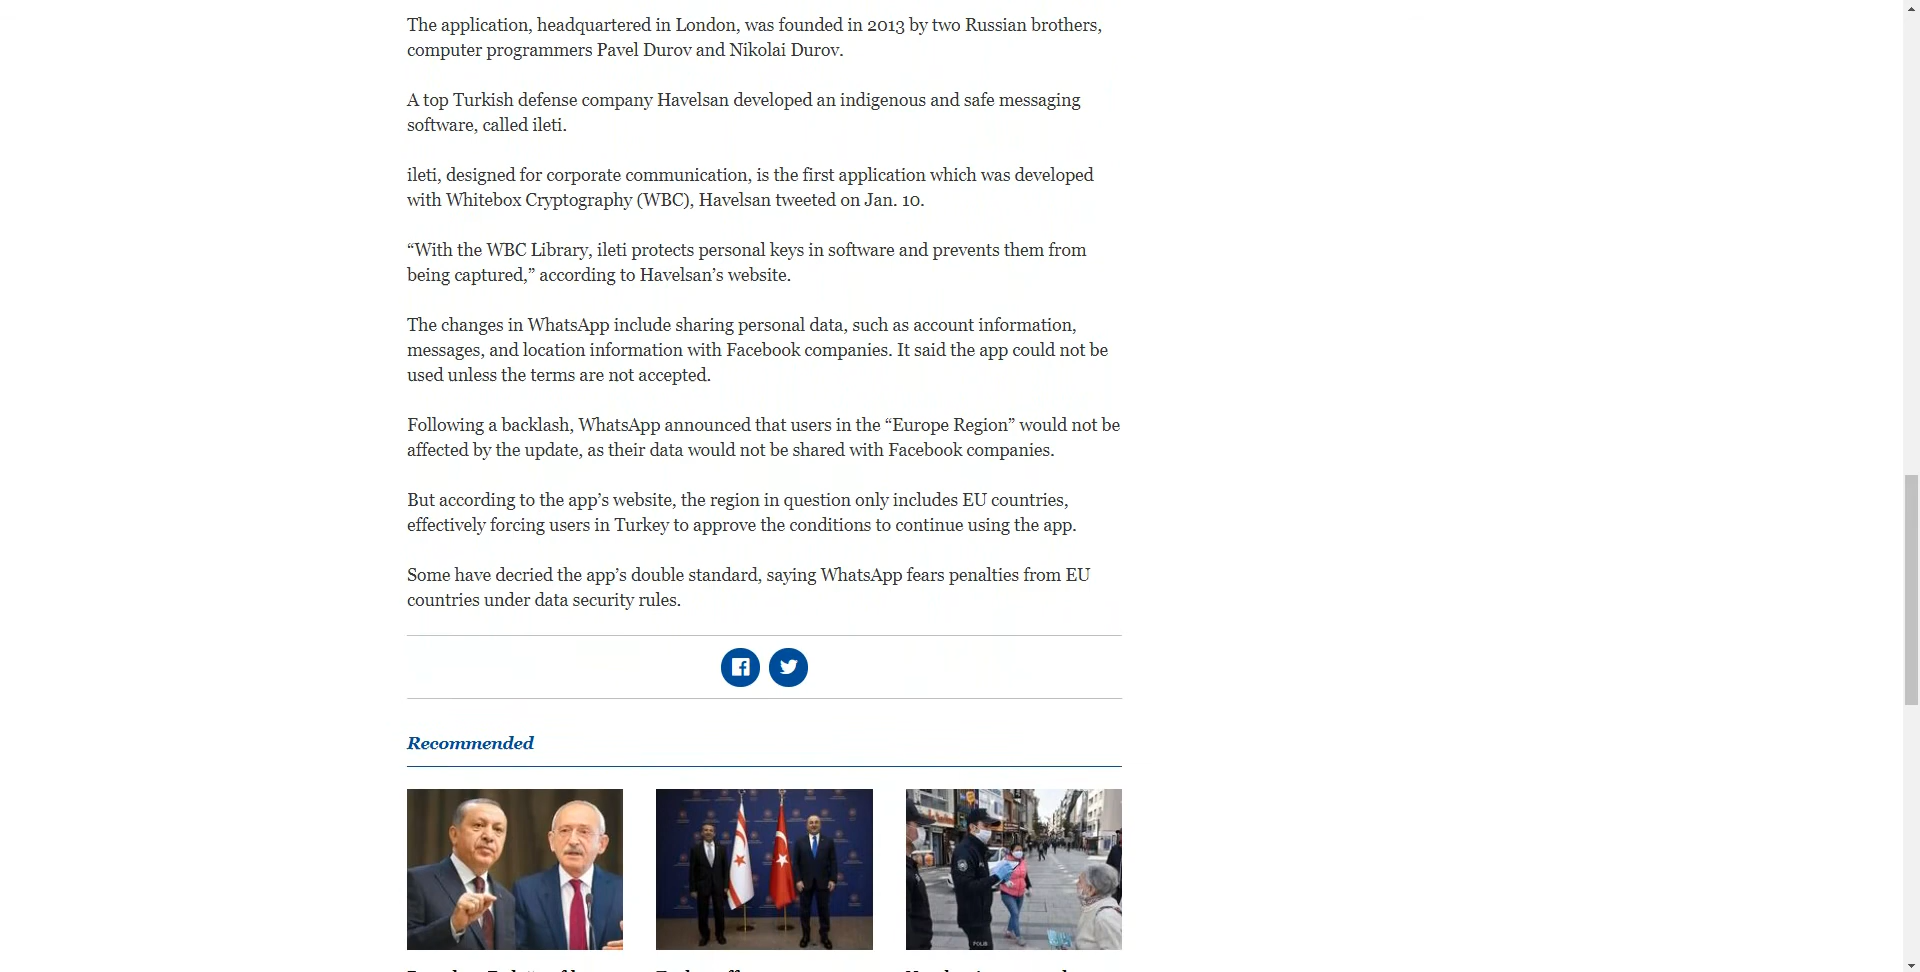 The application, headquartered in London, was founded in 2013 by two Russian brothers,
computer programmers Pavel Durov and Nikolai Durov.
A top Turkish defense company Havelsan developed an indigenous and safe messaging
software, called ileti.
ileti, designed for corporate communication, is the first application which was developed
with Whitebox Cryptography (WBC), Havelsan tweeted on Jan. 10.
“With the WBC Library, ileti protects personal keys in software and prevents them from
being captured,” according to Havelsan’s website.
The changes in WhatsApp include sharing personal data, such as account information,
messages, and location information with Facebook companies. It said the app could not be
used unless the terms are not accepted.
Following a backlash, WhatsApp announced that users in the “Europe Region” would not be
affected by the update, as their data would not be shared with Facebook companies.
But according to the app’s website, the region in question only includes EU countries,
effectively forcing users in Turkey to approve the conditions to continue using the app.
Some have decried the app’s double standard, saying WhatsApp fears penalties from EU
countries under data security rules.
Recommended
POLIS